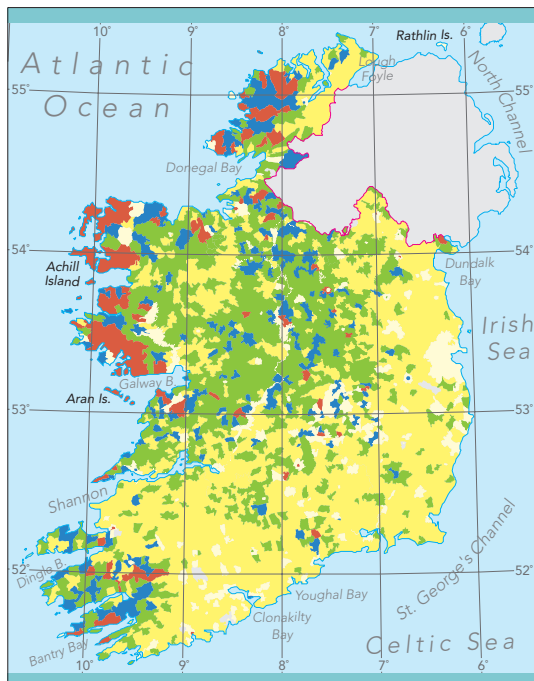 10° 9° 8° 7° 6°
Rathlin Is.
Atlantic
Ocean
Lough
Foyle
North Channel
55° 55°
Donegal Bay
54° 54°
Achill
Island
Dundalk
Bay
Irish
Sea
Galway B.
Aran Is.
53° 53°
Shannon
St. George's Channel
52° 52°
Dingle B.
Youghal Bay
Clonakilty
Bay
Bantry Bay
Celtic Sea
10° 9° 8° 7° 6°